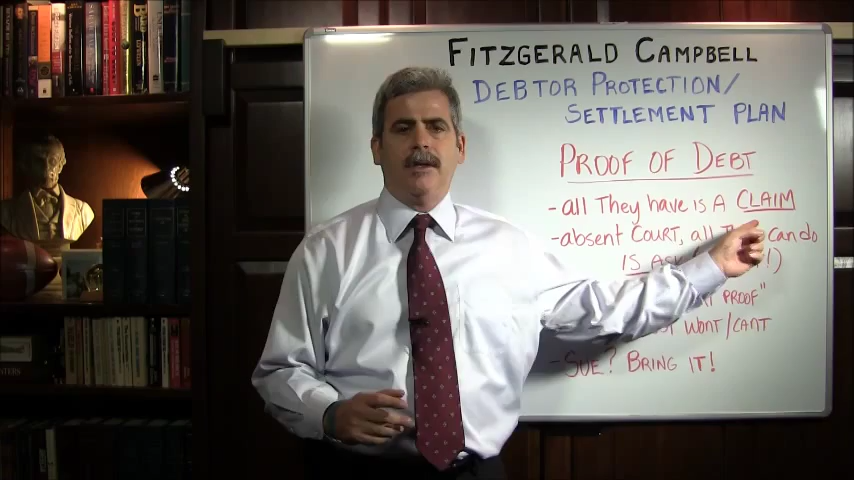 FITZGERALD CAMPBELL
DEBTOR PROTECTION/
SETTLEMENT PLAN
PROOF OF DEBT
- all They have is A CLAIM
- absent COURT, all can do
IS ASK !)
PROOF"
WONT/CANT
- SUE? BRING IT!